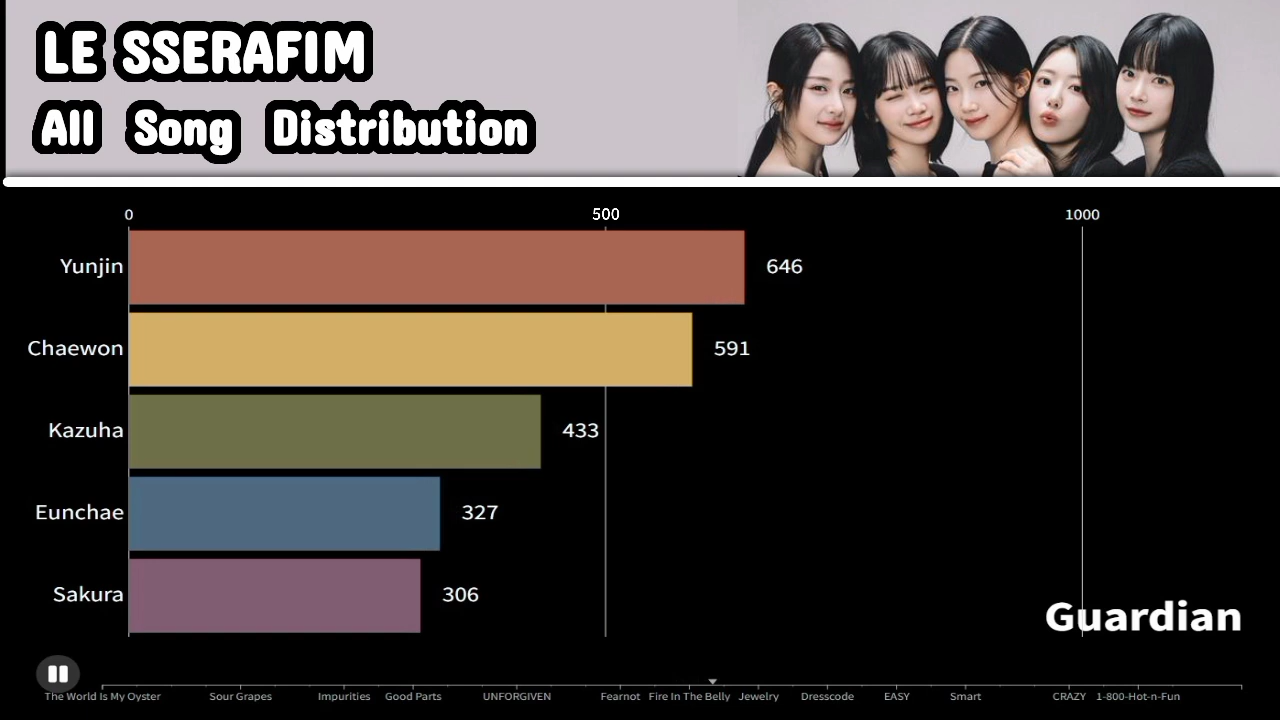 LE SSERAFIM
All Song Distribution
0 500 1000
Yunjin 646
Chaewon 591
Kazuha 433
Eunchae 327
Sakura 306
Guardian
The World Is My Oyster Sour Grapes Impurities Good Parts UNFORGIVEN Fearnot Fire In The Belly Jewelry Dresscode EASY Smart CRAZY 1-800-Hot-n-Fun